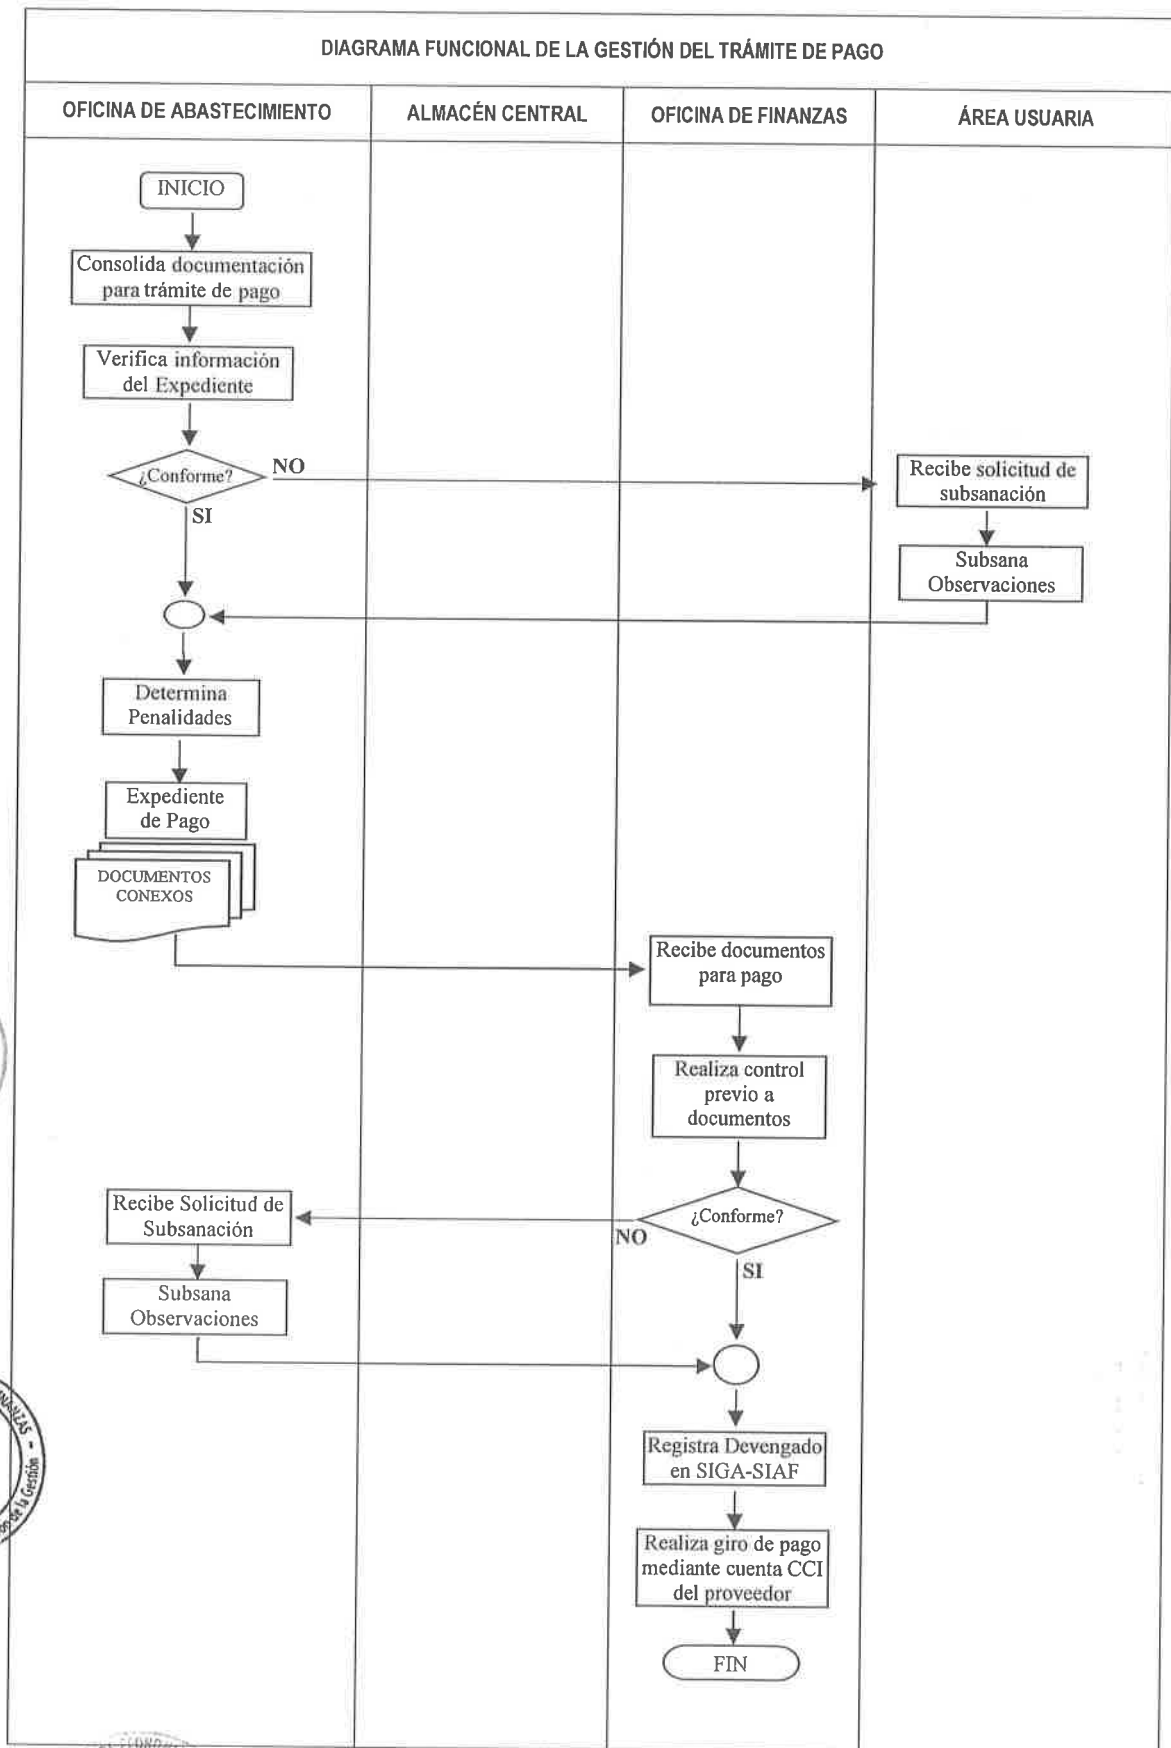 DIAGRAMA FUNCIONAL DE LA GESTIÓN DEL TRÁMITE DE PAGO
OFICINA DE ABASTECIMIENTO
ALMACÉN CENTRAL
OFICINA DE FINANZAS
ÁREA USUARIA
INICIO
Consolida documentación
para trámite de pago
Verifica información
del Expediente
¿Conforme?
NO
SI
Recibe solicitud de
subsanación
Subsana
Observaciones
Determina
Penalidades
Expediente
de Pago
DOCUMENTOS
CONEXOS
Recibe documentos
para pago
Realiza control
previo a
documentos
¿Conforme?
NO
SI
Recibe Solicitud de
Subsanación
Subsana
Observaciones
Registra Devengado
en SIGA-SIAF
Realiza giro de pago
mediante cuenta CCI
del proveedor
FIN
de la Gestión